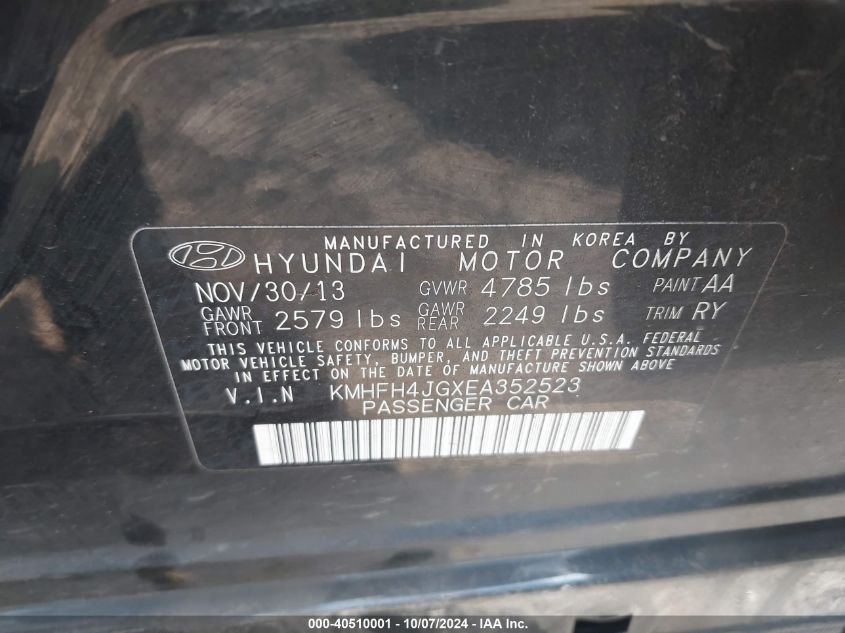 MANUFACTURED IN KOREA BY
HYUNDAI MOTOR COMPANY
NOV/30/13 GVWR 4785 lbs PAINT AA
GAWR FRONT 2579 lbs GAWR REAR 2249 lbs TRIM RY
THIS VEHICLE CONFORMS TO ALL APPLICABLE U.S.A. FEDERAL
MOTOR VEHICLE SAFETY, BUMPER, AND THEFT PREVENTION STANDARDS
IN EFFECT ON THE DATE OF MANUFACTURE SHOWN ABOVE
V.I.N KMHFH4JGXEA352523
PASSENGER CAR
000-40510001 - 10/07/2024 - IAA Inc.